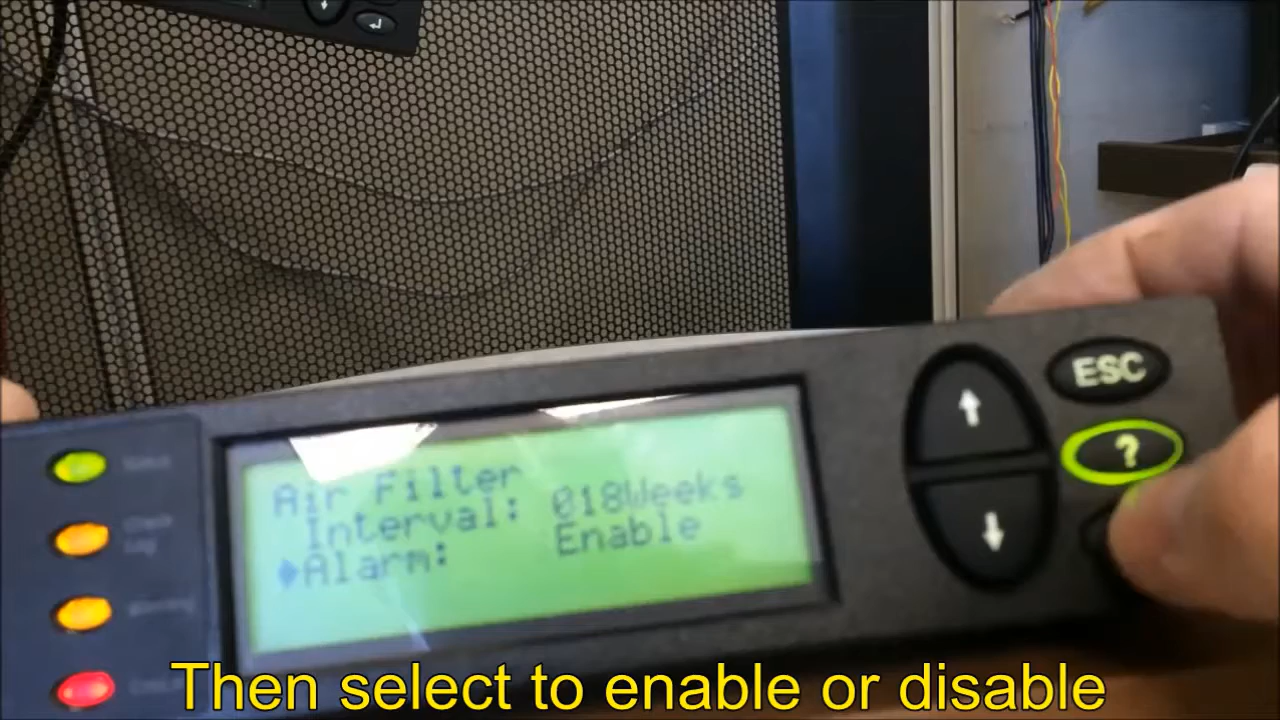 ESC
?
Air Filter
Interval: 018Weeks
Alarm: Enable
Then select to enable or disable